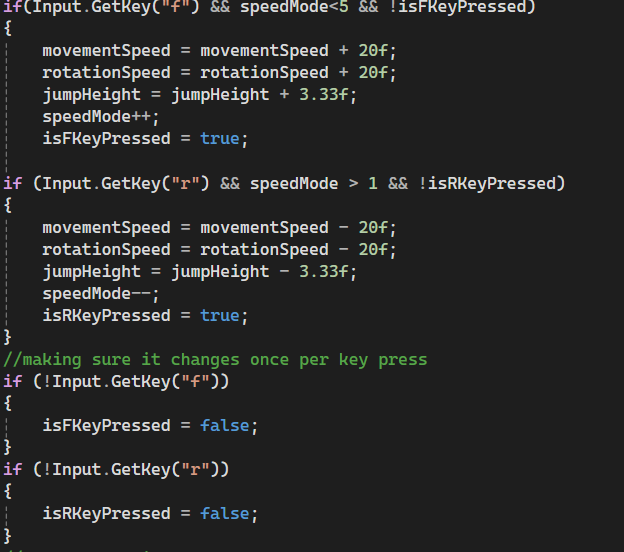 if(Input.GetKey("f") && speedMode<5 && !isFKeyPressed)
{
movementSpeed = movementSpeed + 20f;
rotationSpeed = rotationSpeed + 20f;
jumpHeight = jumpHeight + 3.33f;
speedMode++;
isFKeyPressed = true;
if (Input.GetKey("r") && speedMode > 1 && !isRKeyPressed)
{
movementSpeed = movementSpeed - 20f;
rotationSpeed = rotationSpeed - 20f;
jumpHeight = jumpHeight - 3.33f;
speedMode--;
isRKeyPressed = true;
}
//making sure it changes once per key press
if (!Input.GetKey("f"))
{
isFKeyPressed = false;
}
if (!Input.GetKey("r"))
{
isRKeyPressed = false;
}